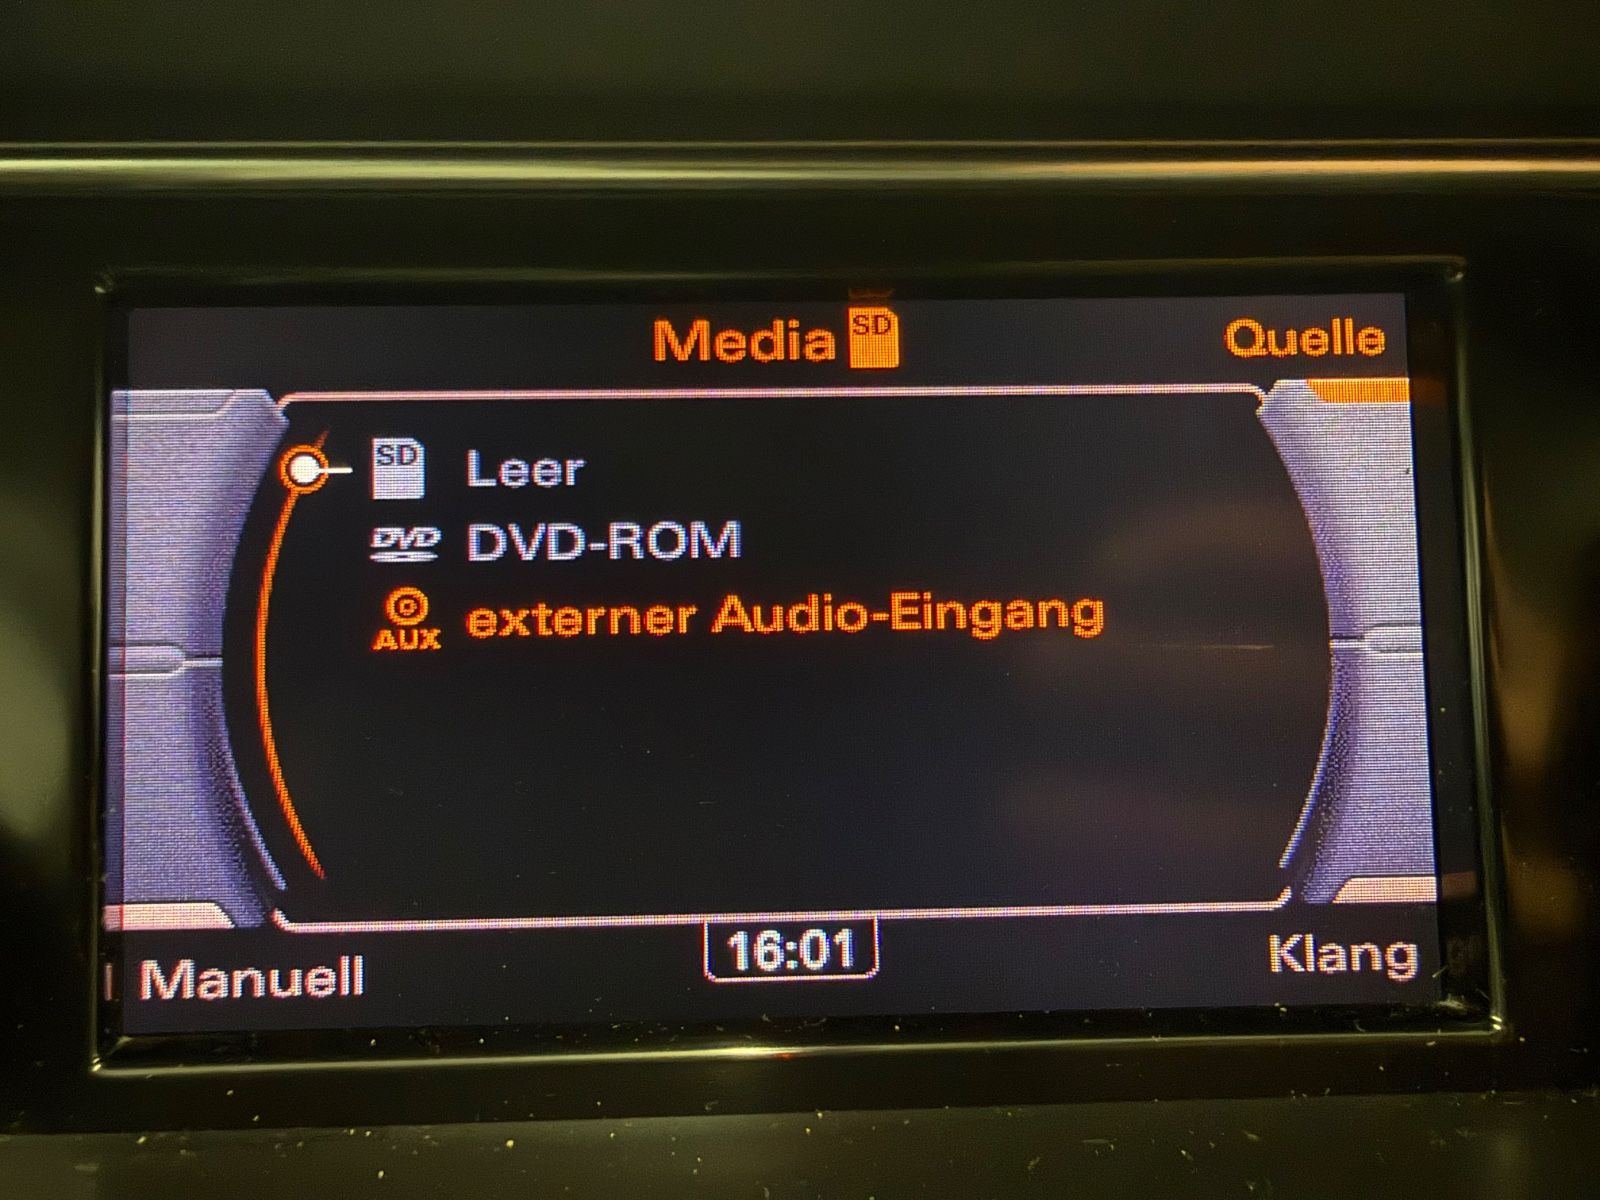 Media SD Quelle
SD Leer
DVD DVD-ROM
AUX externer Audio-Eingang
Manuell 16:01 Klang